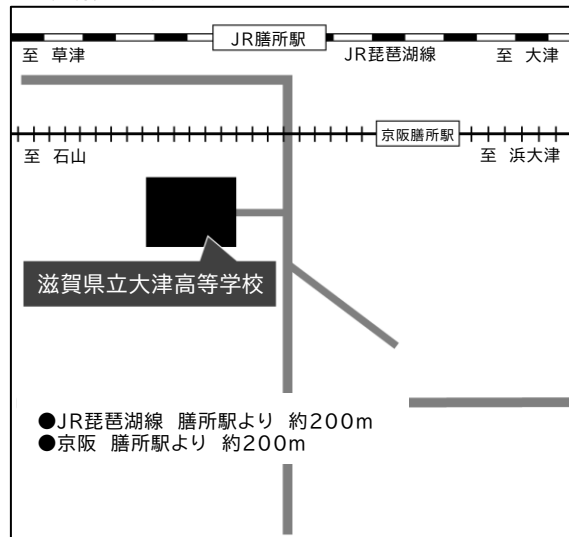 JR膳所駅
至 草津
JR琵琶湖線
至 大津
京阪膳所駅
至 石山
至 浜大津
滋賀県立大津高等学校
●JR琵琶湖線 膳所駅より 約200m
●京阪 膳所駅より 約200m